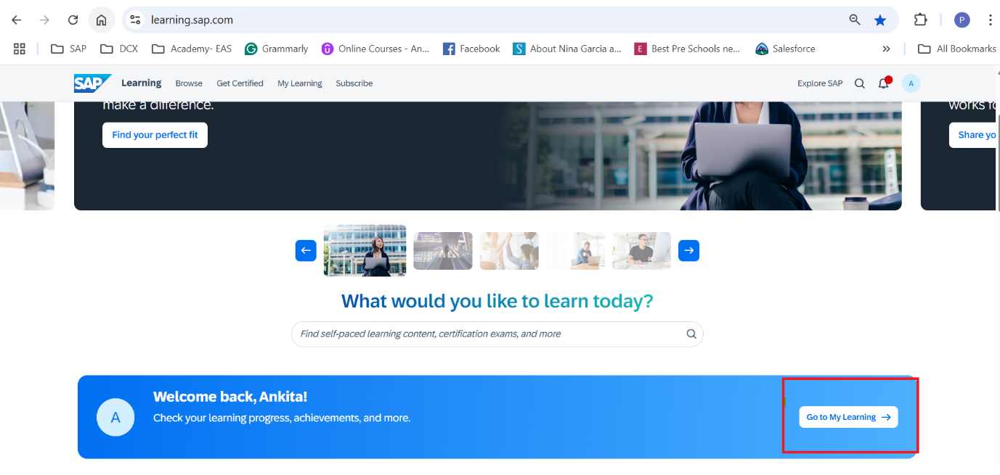 learning.sap.com
P
SAP
DCX
Academy- EAS
Grammarly
Online Courses - An...
Facebook
S
About Nina Garcia a...
E
Best Pre Schools ne...
Salesforce
All Bookmarks
SAP
Learning
Browse
Get Certified
My Learning
Subscribe
Explore SAP
A
make a difference.
Find your perfect fit
works fo
Share yo
What would you like to learn today?
Find self-paced learning content, certification exams, and more
A
Welcome back, Ankita!
Check your learning progress, achievements, and more.
Go to My Learning